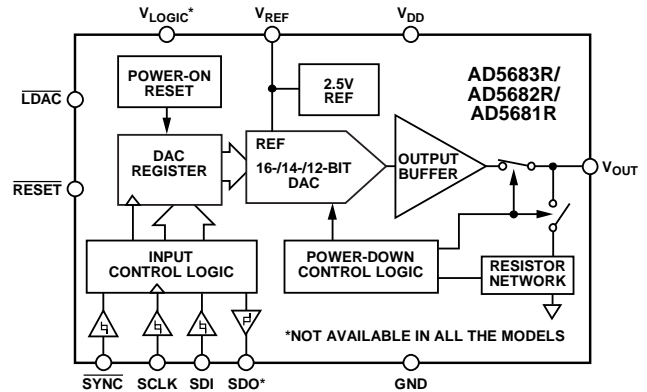 VLOGIC*
VREF
VDD
LDAC
POWER-ON
RESET
2.5V
REF
AD5683R/
AD5682R/
AD5681R
DAC
REGISTER
REF
16-/14-/12-BIT
DAC
OUTPUT
BUFFER
VOUT
RESET
INPUT
CONTROL LOGIC
POWER-DOWN
CONTROL LOGIC
RESISTOR
NETWORK
*NOT AVAILABLE IN ALL THE MODELS
SYNC
SCLK
SDI
SDO*
GND